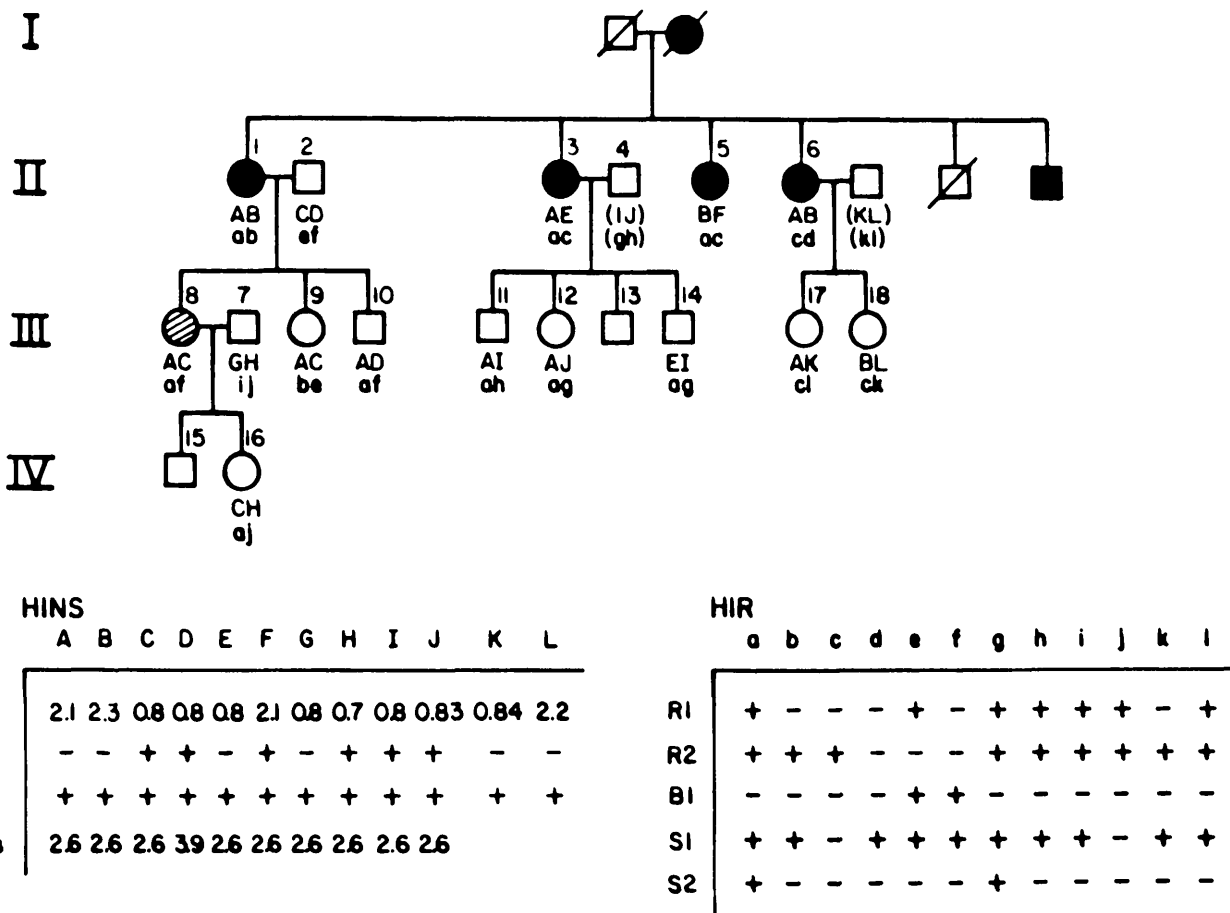 I
1 2 3 4 5 6
II
AB CD AE (IJ) BF AB (KL)
ab ef ac (gh) ac cd (kl)
8 7 9 10 11 12 13 14 17 18
III
AC GH AC AD AI AJ EI AK BL
af ij be af ah ag ag cl ck
15 16
IV
CH
aj
HINS HIR
A B C D E F G H I J K L a b c d e f g h i j k l
2.1 2.3 0.8 0.8 0.8 2.1 0.8 0.7 0.8 0.83 0.84 2.2 R1 + - - - + - + + + + - +
- - + + - + - + + + - - R2 + + + - - - + + + + + +
+ + + + + + + + + + + + B1 - - - - + + - - - - - -
2.6 2.6 2.6 3.9 2.6 2.6 2.6 2.6 2.6 2.6 S1 + + - + + + + + + - + +
S2 + - - - - - + - - - - -